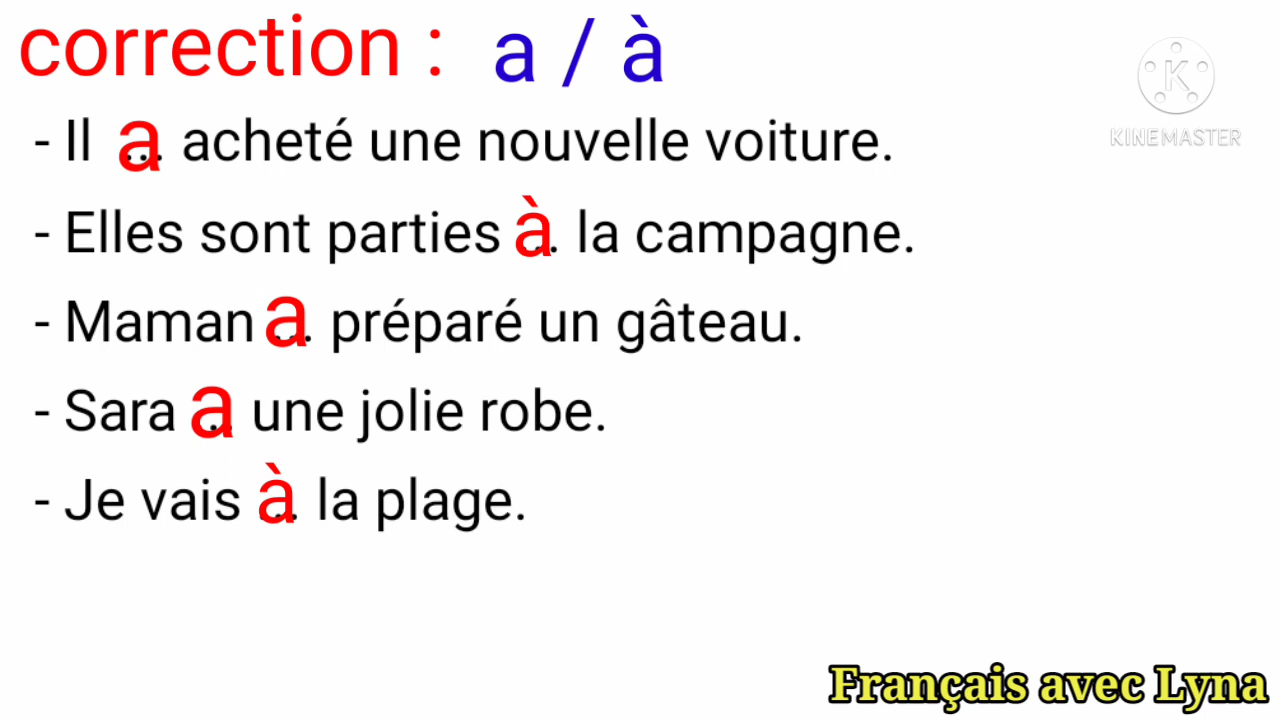 correction : a / à
KINEMASTER
- Il a acheté une nouvelle voiture.
- Elles sont parties à la campagne.
- Maman a préparé un gâteau.
- Sara a une jolie robe.
- Je vais à la plage.
Français avec Lyna